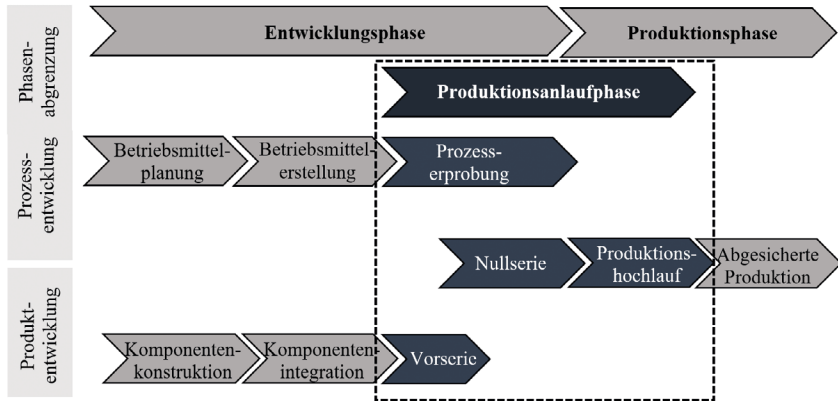 Entwicklungsphase
Produktionsphase
Phasen-
abgrenzung
Produktionsanlaufphase
Prozess-
entwicklung
Betriebsmittel-
planung
Betriebsmittel-
erstellung
Prozess-
erprobung
Nullserie
Produktions-
hochlauf
Abgesicherte
Produktion
Produkt-
entwicklung
Komponenten-
konstruktion
Komponenten-
integration
Vorserie